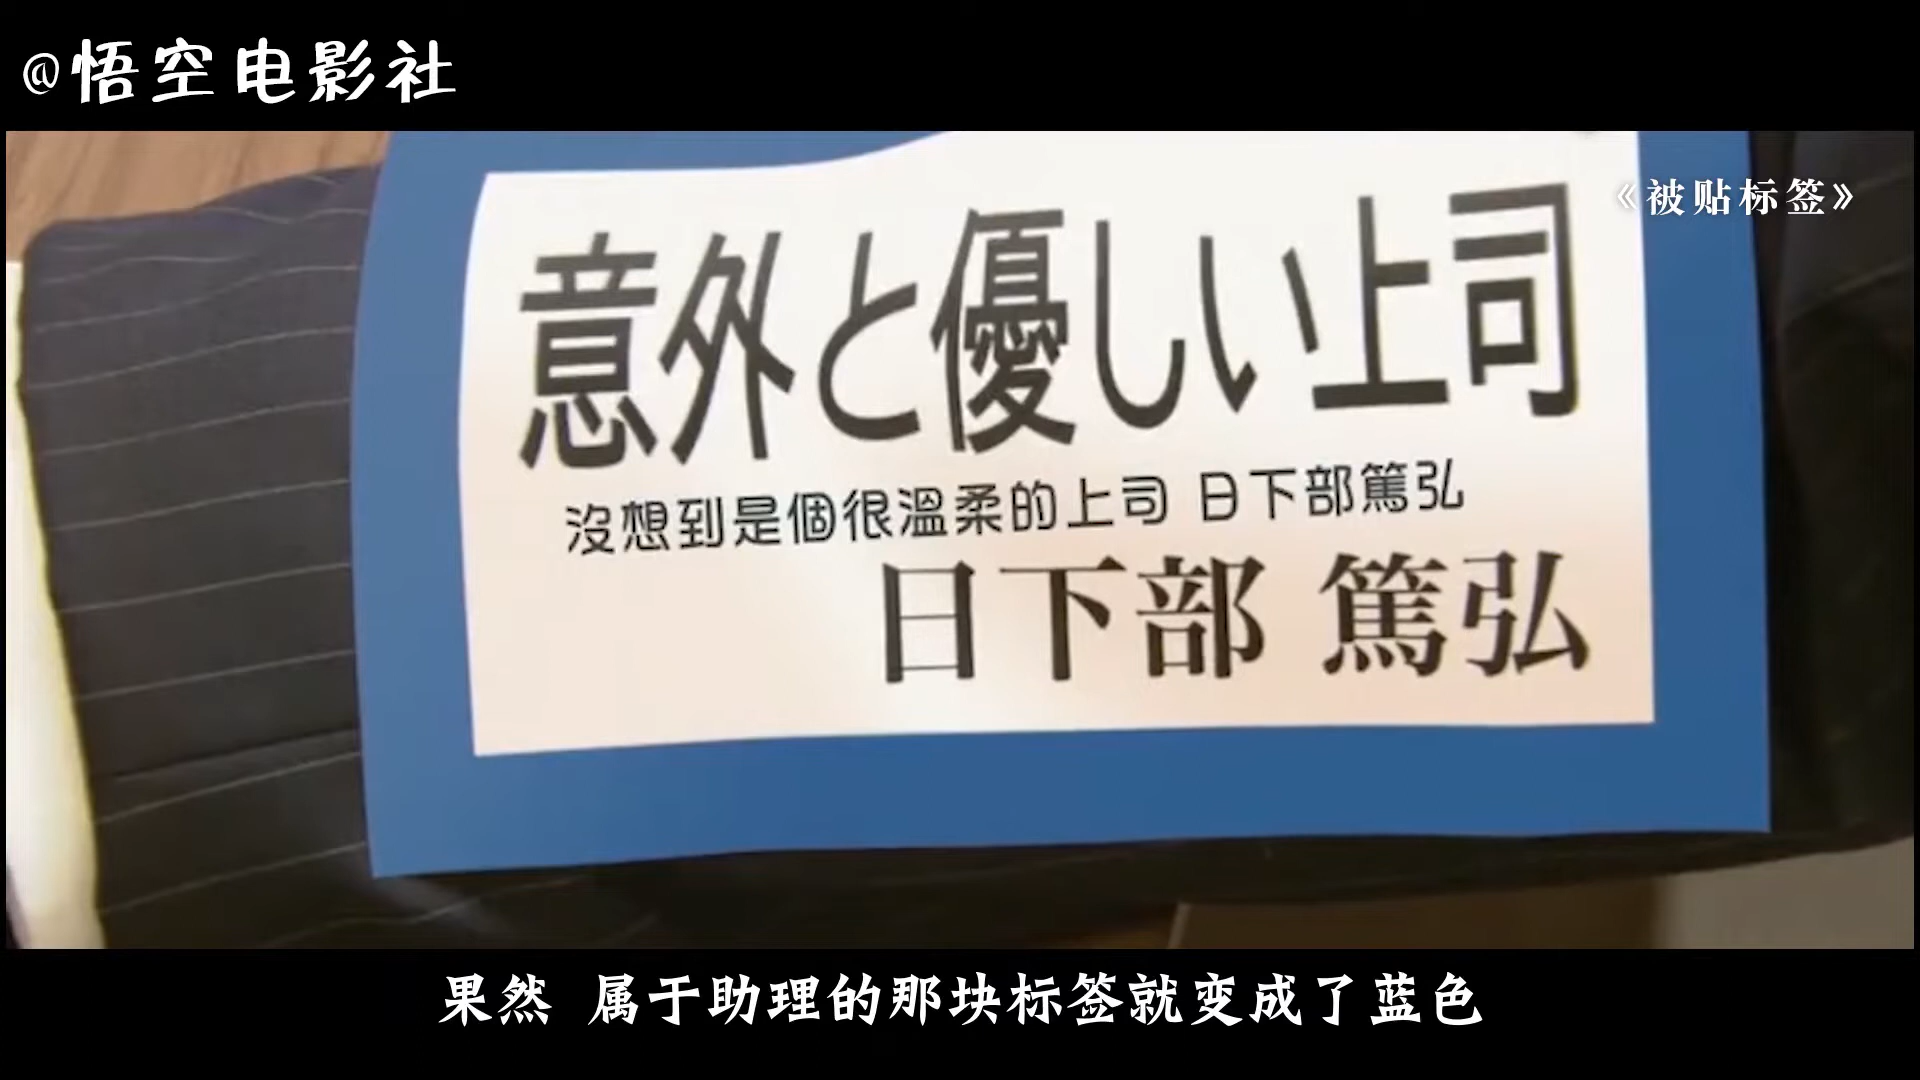 @悟空电影社
《被贴标签》
意外と優しい上司
沒想到是個很溫柔的上司 日下部篤弘
日下部 篤弘
果然 属于助理的那块标签就变成了蓝色